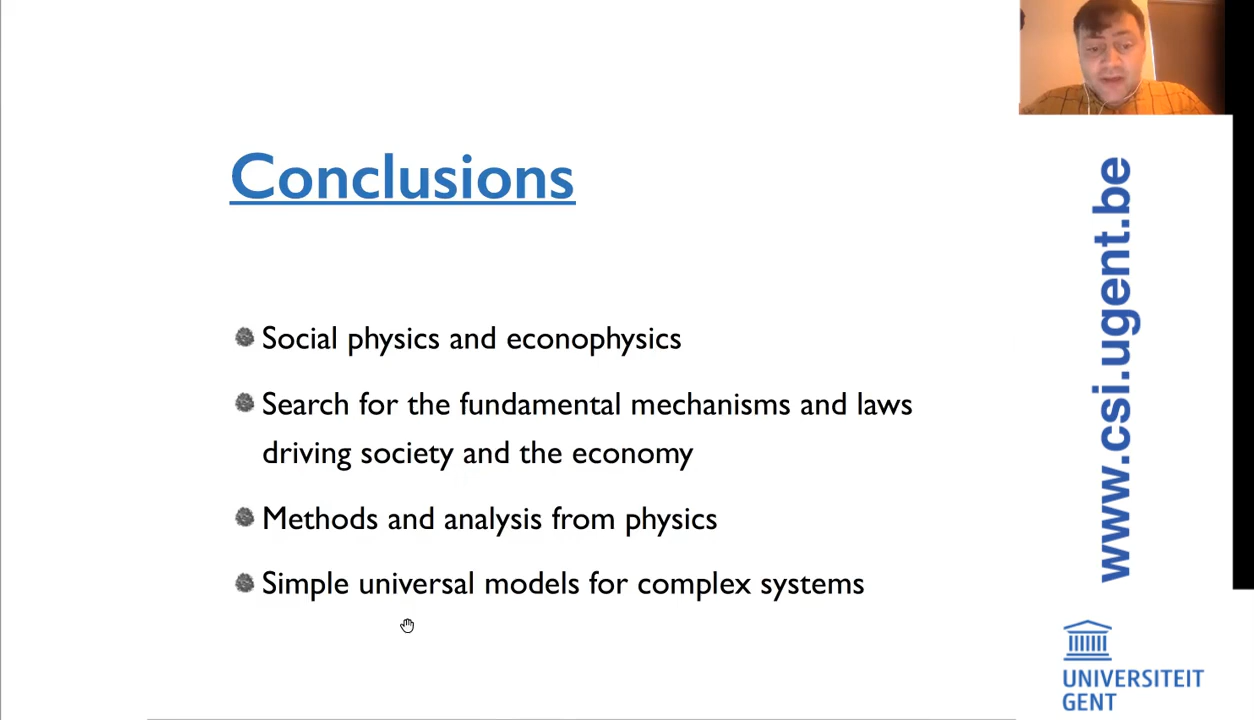 Conclusions
Social physics and econophysics
Search for the fundamental mechanisms and laws
driving society and the economy
Methods and analysis from physics
Simple universal models for complex systems
www.csi.ugent.be
UNIVERSITEIT
GENT